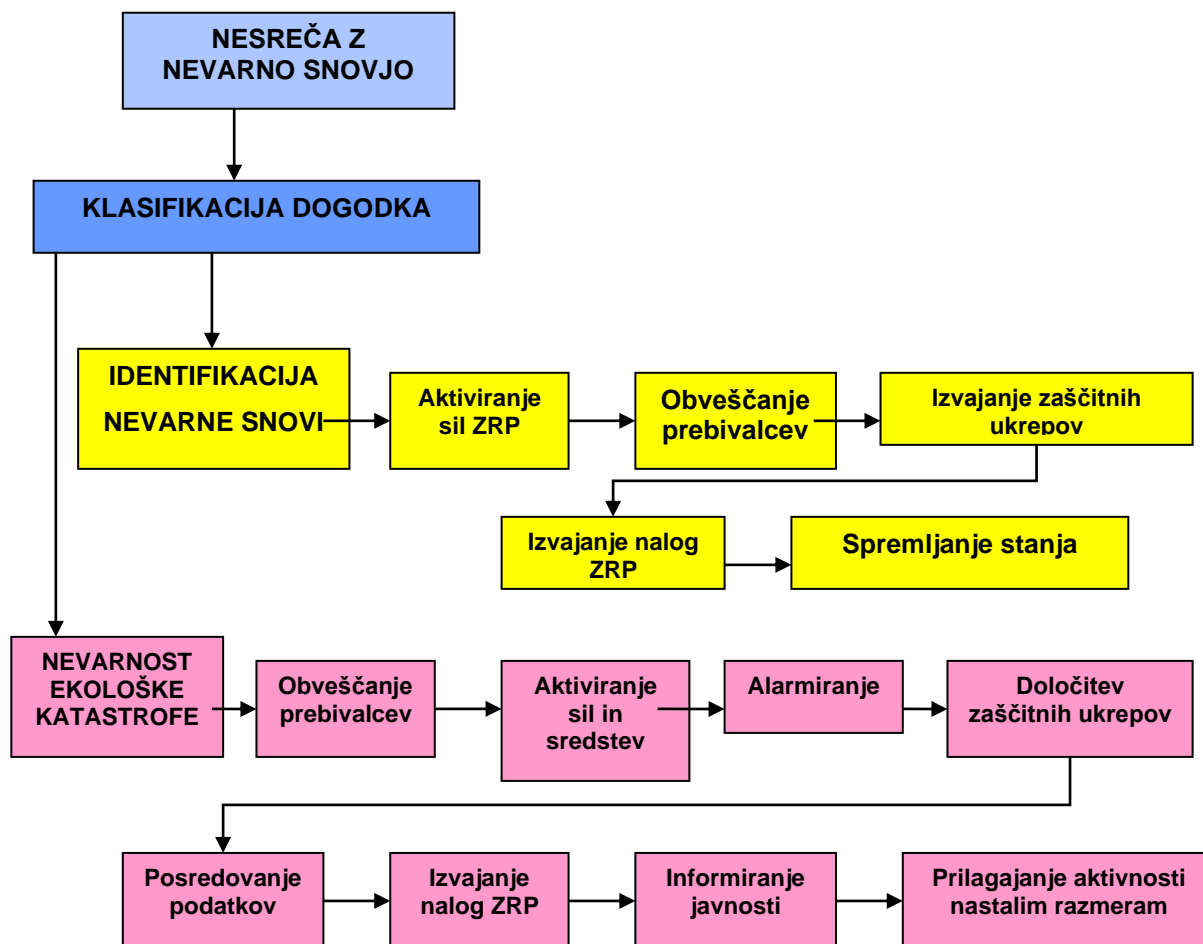 NESREČA Z
NEVARNO SNOVJO
KLASIFIKACIJA DOGODKA
IDENTIFIKACIJA
NEVARNE SNOVI
Aktiviranje
sil ZRP
Obveščanje
prebivalcev
Izvajanje zaščitnih
ukrepov
Izvajanje nalog
ZRP
Spremljanje stanja
NEVARNOST
EKOLOŠKE
KATASTROFE
Obveščanje
prebivalcev
Aktiviranje
sil in
sredstev
Alarmiranje
Določitev
zaščitnih ukrepov
Posredovanje
podatkov
Izvajanje
nalog ZRP
Informiranje
javnosti
Prilagajanje aktivnosti
nastalim razmeram